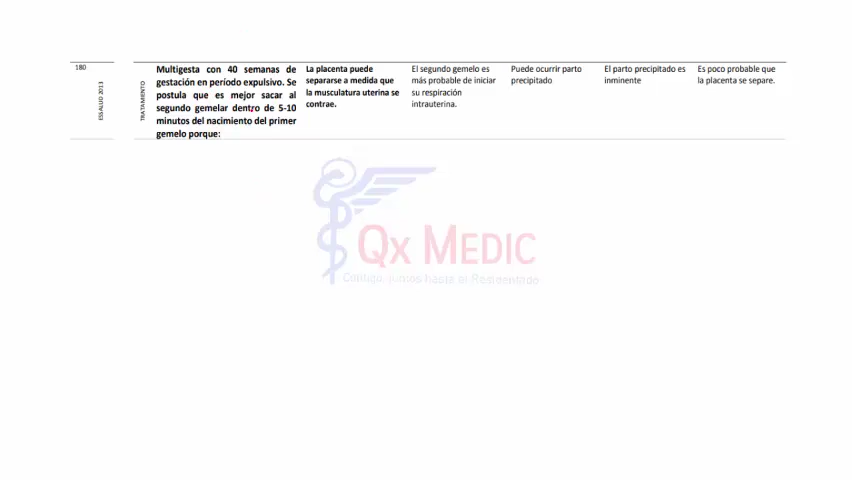 180
ESSALUD 2013
TRATAMIENTO
Multigesta con 40 semanas de
gestación en período expulsivo. Se
postula que es mejor sacar al
segundo gemelar dentro de 5-10
minutos del nacimiento del primer
gemelo porque:
La placenta puede
separarse a medida que
la musculatura uterina se
contrae.
El segundo gemelo es
más probable de iniciar
su respiración
intrauterina.
Puede ocurrir parto
precipitado
El parto precipitado es
inminente
Es poco probable que
la placenta se separe.
QX MEDIC
Contigo, juntos hasta el Residentado